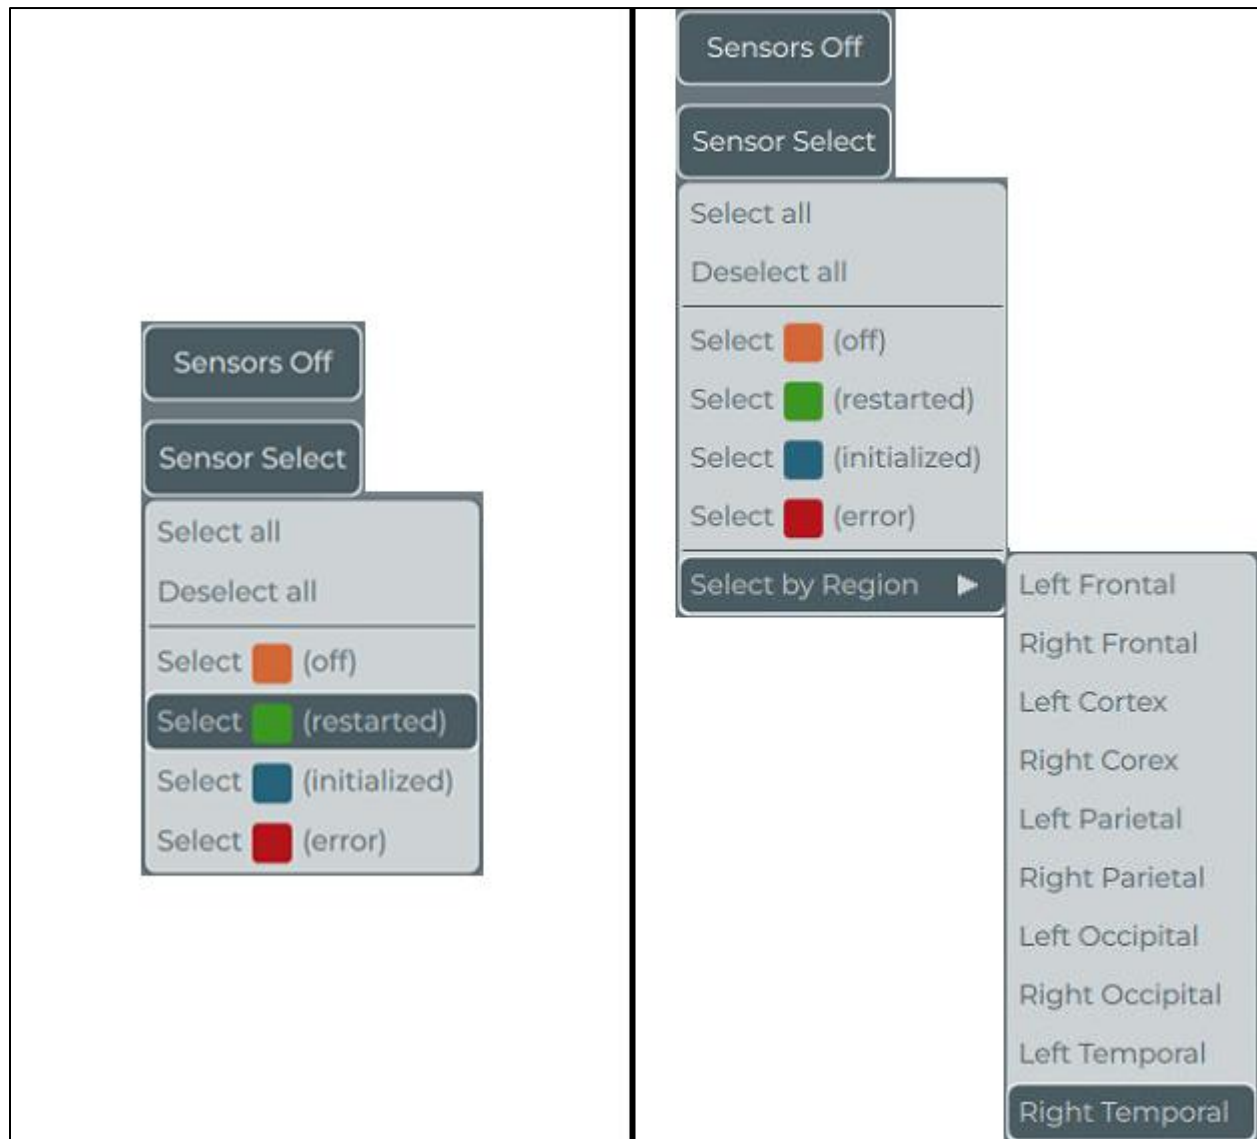 Sensors Off
Sensor Select
Select all
Deselect all
Select (off)
Select (restarted)
Select (initialized)
Select (error)
Sensors Off
Sensor Select
Select all
Deselect all
Select (off)
Select (restarted)
Select (initialized)
Select (error)
Select by Region
Left Frontal
Right Frontal
Left Cortex
Right Corex
Left Parietal
Right Parietal
Left Occipital
Right Occipital
Left Temporal
Right Temporal